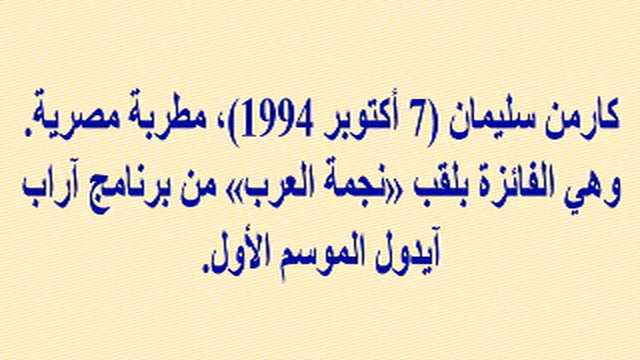 كارمن سليمان (7 أكتوبر 1994)، مطربة مصرية.
وهي الفائزة بلقب «نجمة العرب» من برنامج آراب
آيدول الموسم الأول.